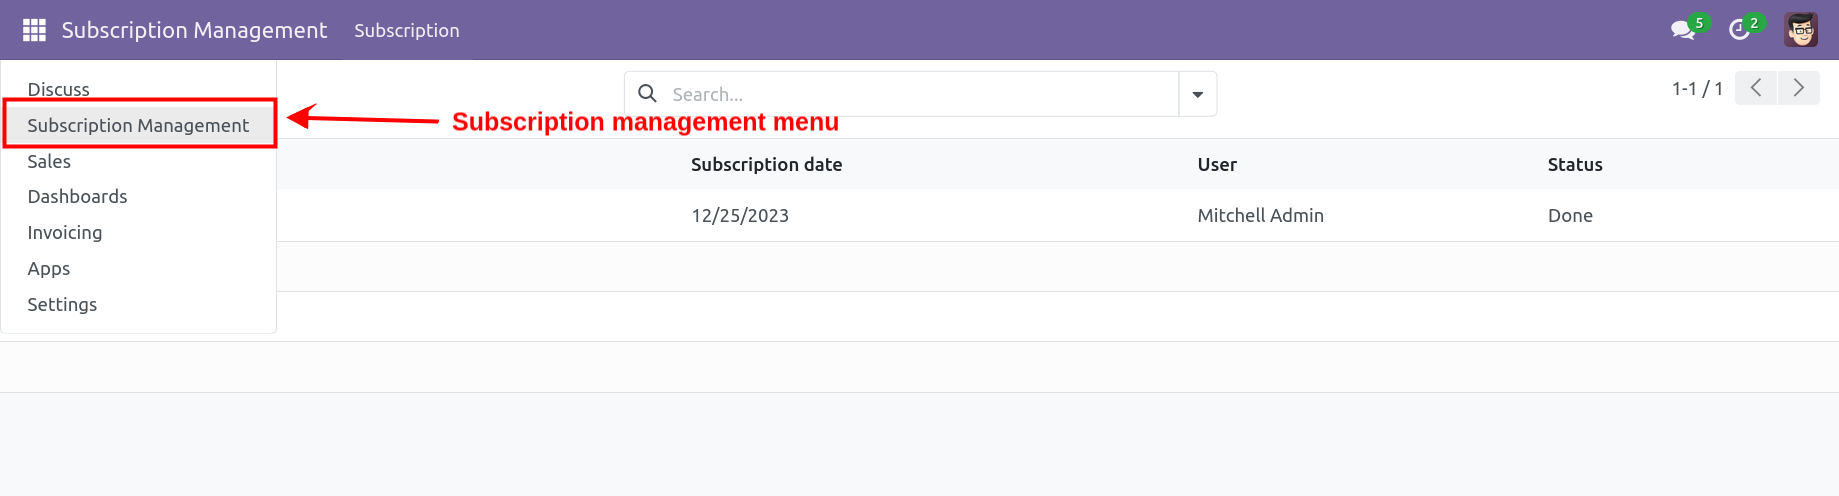 Subscription Management Subscription 5 2
Discuss
Search...
1-1 / 1
Subscription Management
Subscription management menu
Sales
Subscription date User Status
Dashboards
12/25/2023 Mitchell Admin Done
Invoicing
Apps
Settings